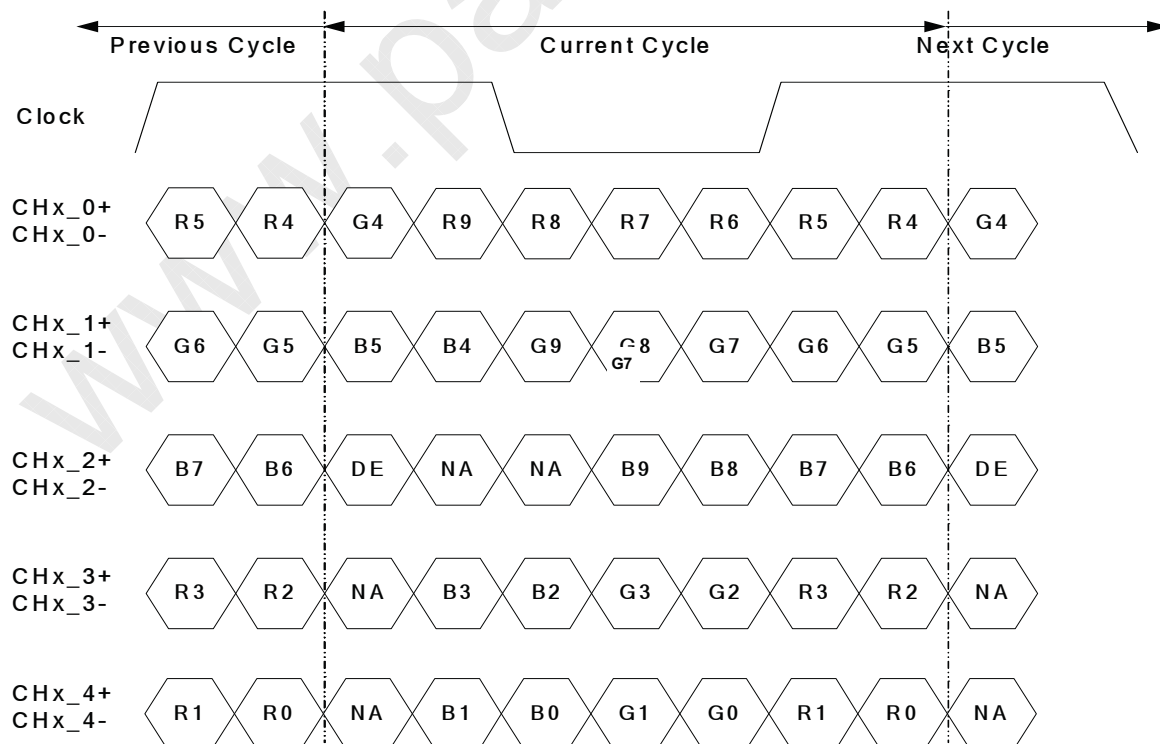 www.pa
Previous Cycle Current Cycle Next Cycle
Clock
CHx_0+
CHx_0-
R5 R4 G4 R9 R8 R7 R6 R5 R4 G4
CHx_1+
CHx_1-
G6 G5 B5 B4 G9 G8 G7 G6 G5 B5
G7
CHx_2+
CHx_2-
B7 B6 DE NA NA B9 B8 B7 B6 DE
CHx_3+
CHx_3-
R3 R2 NA B3 B2 G3 G2 R3 R2 NA
CHx_4+
CHx_4-
R1 R0 NA B1 B0 G1 G0 R1 R0 NA